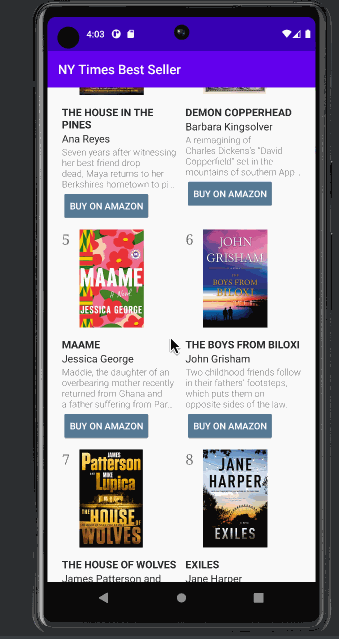 4:03
NY Times Best Seller
THE HOUSE IN THE
PINES
Ana Reyes
Seven years after witnessing
her best friend drop
dead, Maya returns to her
Berkshires hometown to pi...
BUY ON AMAZON
DEMON COPPERHEAD
Barbara Kingsolver
A reimagining of
Charles Dickens's "David
Copperfield" set in the
mountains of southern App...
BUY ON AMAZON
5
MAAME
A Novel
JESSICA GEORGE
MAAME
Jessica George
Maddie, the daughter of an
overbearing mother recently
returned from Ghana and
a father suffering from Par...
BUY ON AMAZON
6
JOHN
GRISHAM
THE
BOYS FROM
BILOXI
THE BOYS FROM BILOXI
John Grisham
Two childhood friends follow
in their fathers' footsteps,
which puts them on
opposite sides of the law.
BUY ON AMAZON
7
JAMES
Patterson
AND MIKE
Lupica
THE HOUSE
OF
WOLVES
THE HOUSE OF WOLVES
James Patterson and
8
JANE
HARPER
EXILES
EXILES
Jane Harper